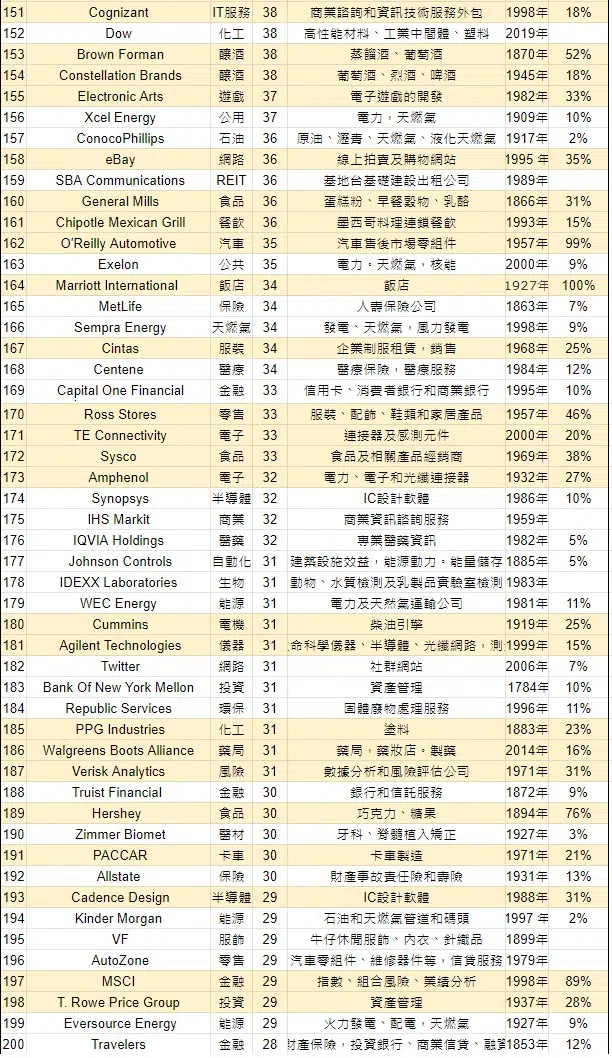 151 Cognizant IT服務 38 商業諮詢和資訊技術服務外包 1998年 18%
152 Dow 化工 38 高性能材料、工業中間體、塑料 2019年
153 Brown Forman 釀酒 38 蒸餾酒、葡萄酒 1870年 52%
154 Constellation Brands 釀酒 38 葡萄酒、烈酒、啤酒 1945年 18%
155 Electronic Arts 遊戲 37 電子遊戲的開發 1982年 33%
156 Xcel Energy 公用 37 電力，天燃氣 1909年 10%
157 ConocoPhillips 石油 36 原油、瀝青、天燃氣、液化天燃氣 1917年 2%
158 eBay 網路 36 線上拍賣及購物網站 1995 年 35%
159 SBA Communications REIT 36 基地台基礎建設出租公司 1989年
160 General Mills 食品 36 蛋糕粉、早餐穀物、乳酪 1866年 31%
161 Chipotle Mexican Grill 餐飲 36 墨西哥料理連鎖餐飲 1993年 15%
162 O'Reilly Automotive 汽車 35 汽車售後市場零組件 1957年 99%
163 Exelon 公共 35 電力。天燃氣，核能 2000年 9%
164 Marriott International 飯店 34 飯店 1927年 100%
165 MetLife 保險 34 人壽保險公司 1863年 7%
166 Sempra Energy 天燃氣 34 發電、天燃氣，風力發電 1998年 9%
167 Cintas 服裝 34 企業制服租賃，銷售 1968年 25%
168 Centene 醫療 34 醫療保險，醫療服務 1984年 12%
169 Capital One Financial 金融 33 信用卡、消費者銀行和商業銀行 1995年 10%
170 Ross Stores 零售 33 服裝、配飾、鞋類和家居產品 1957年 46%
171 TE Connectivity 電子 33 連接器及感測元件 2000年 20%
172 Sysco 食品 33 食品及相關產品經銷商 1969年 38%
173 Amphenol 電子 32 電力、電子和光纖連接器 1932年 27%
174 Synopsys 半導體 32 IC設計軟體 1986年 10%
175 IHS Markit 商業 32 商業資訊諮詢服務 1959年
176 IQVIA Holdings 醫藥 32 專業醫藥資訊 1982年 5%
177 Johnson Controls 自動化 31 建築設施效益，能源動力。能量儲存 1885年 5%
178 IDEXX Laboratories 生物 31 動物、水質檢測及乳製品實驗室檢測 1983年
179 WEC Energy 能源 31 電力及天然氣運輸公司 1981年 11%
180 Cummins 電機 31 柴油引擎 1919年 25%
181 Agilent Technologies 儀器 31 命科學儀器、半導體、光纖網路，測 1999年 15%
182 Twitter 網路 31 社群網站 2006年 7%
183 Bank Of New York Mellon 投資 31 資產管理 1784年 10%
184 Republic Services 環保 31 固體廢物處理服務 1996年 11%
185 PPG Industries 化工 31 塗料 1883年 23%
186 Walgreens Boots Alliance 藥局 31 藥局，藥妝店。製藥 2014年 16%
187 Verisk Analytics 風險 31 數據分析和風險評估公司 1971年 31%
188 Truist Financial 金融 30 銀行和信託服務 1872年 9%
189 Hershey 食品 30 巧克力、糖果 1894年 76%
190 Zimmer Biomet 醫材 30 牙科、脊髓植入矯正 1927年 3%
191 PACCAR 卡車 30 卡車製造 1971年 21%
192 Allstate 保險 30 財產事故責任險和壽險 1931年 13%
193 Cadence Design 半導體 29 IC設計軟體 1988年 31%
194 Kinder Morgan 能源 29 石油和天燃氣管道和碼頭 1997 年 2%
195 VF 服飾 29 牛仔休閒服飾、內衣、針織品 1899年
196 AutoZone 零售 29 汽車零組件、維修器件等，信貸服務 1979年
197 MSCI 金融 29 指數、組合風險、業績分析 1998年 89%
198 T. Rowe Price Group 投資 29 資產管理 1937年 28%
199 Eversource Energy 能源 29 火力發電、配電，天燃氣 1927年 9%
200 Travelers 金融 28 財產保險，投資銀行、商業信貸、融資 1853年 12%